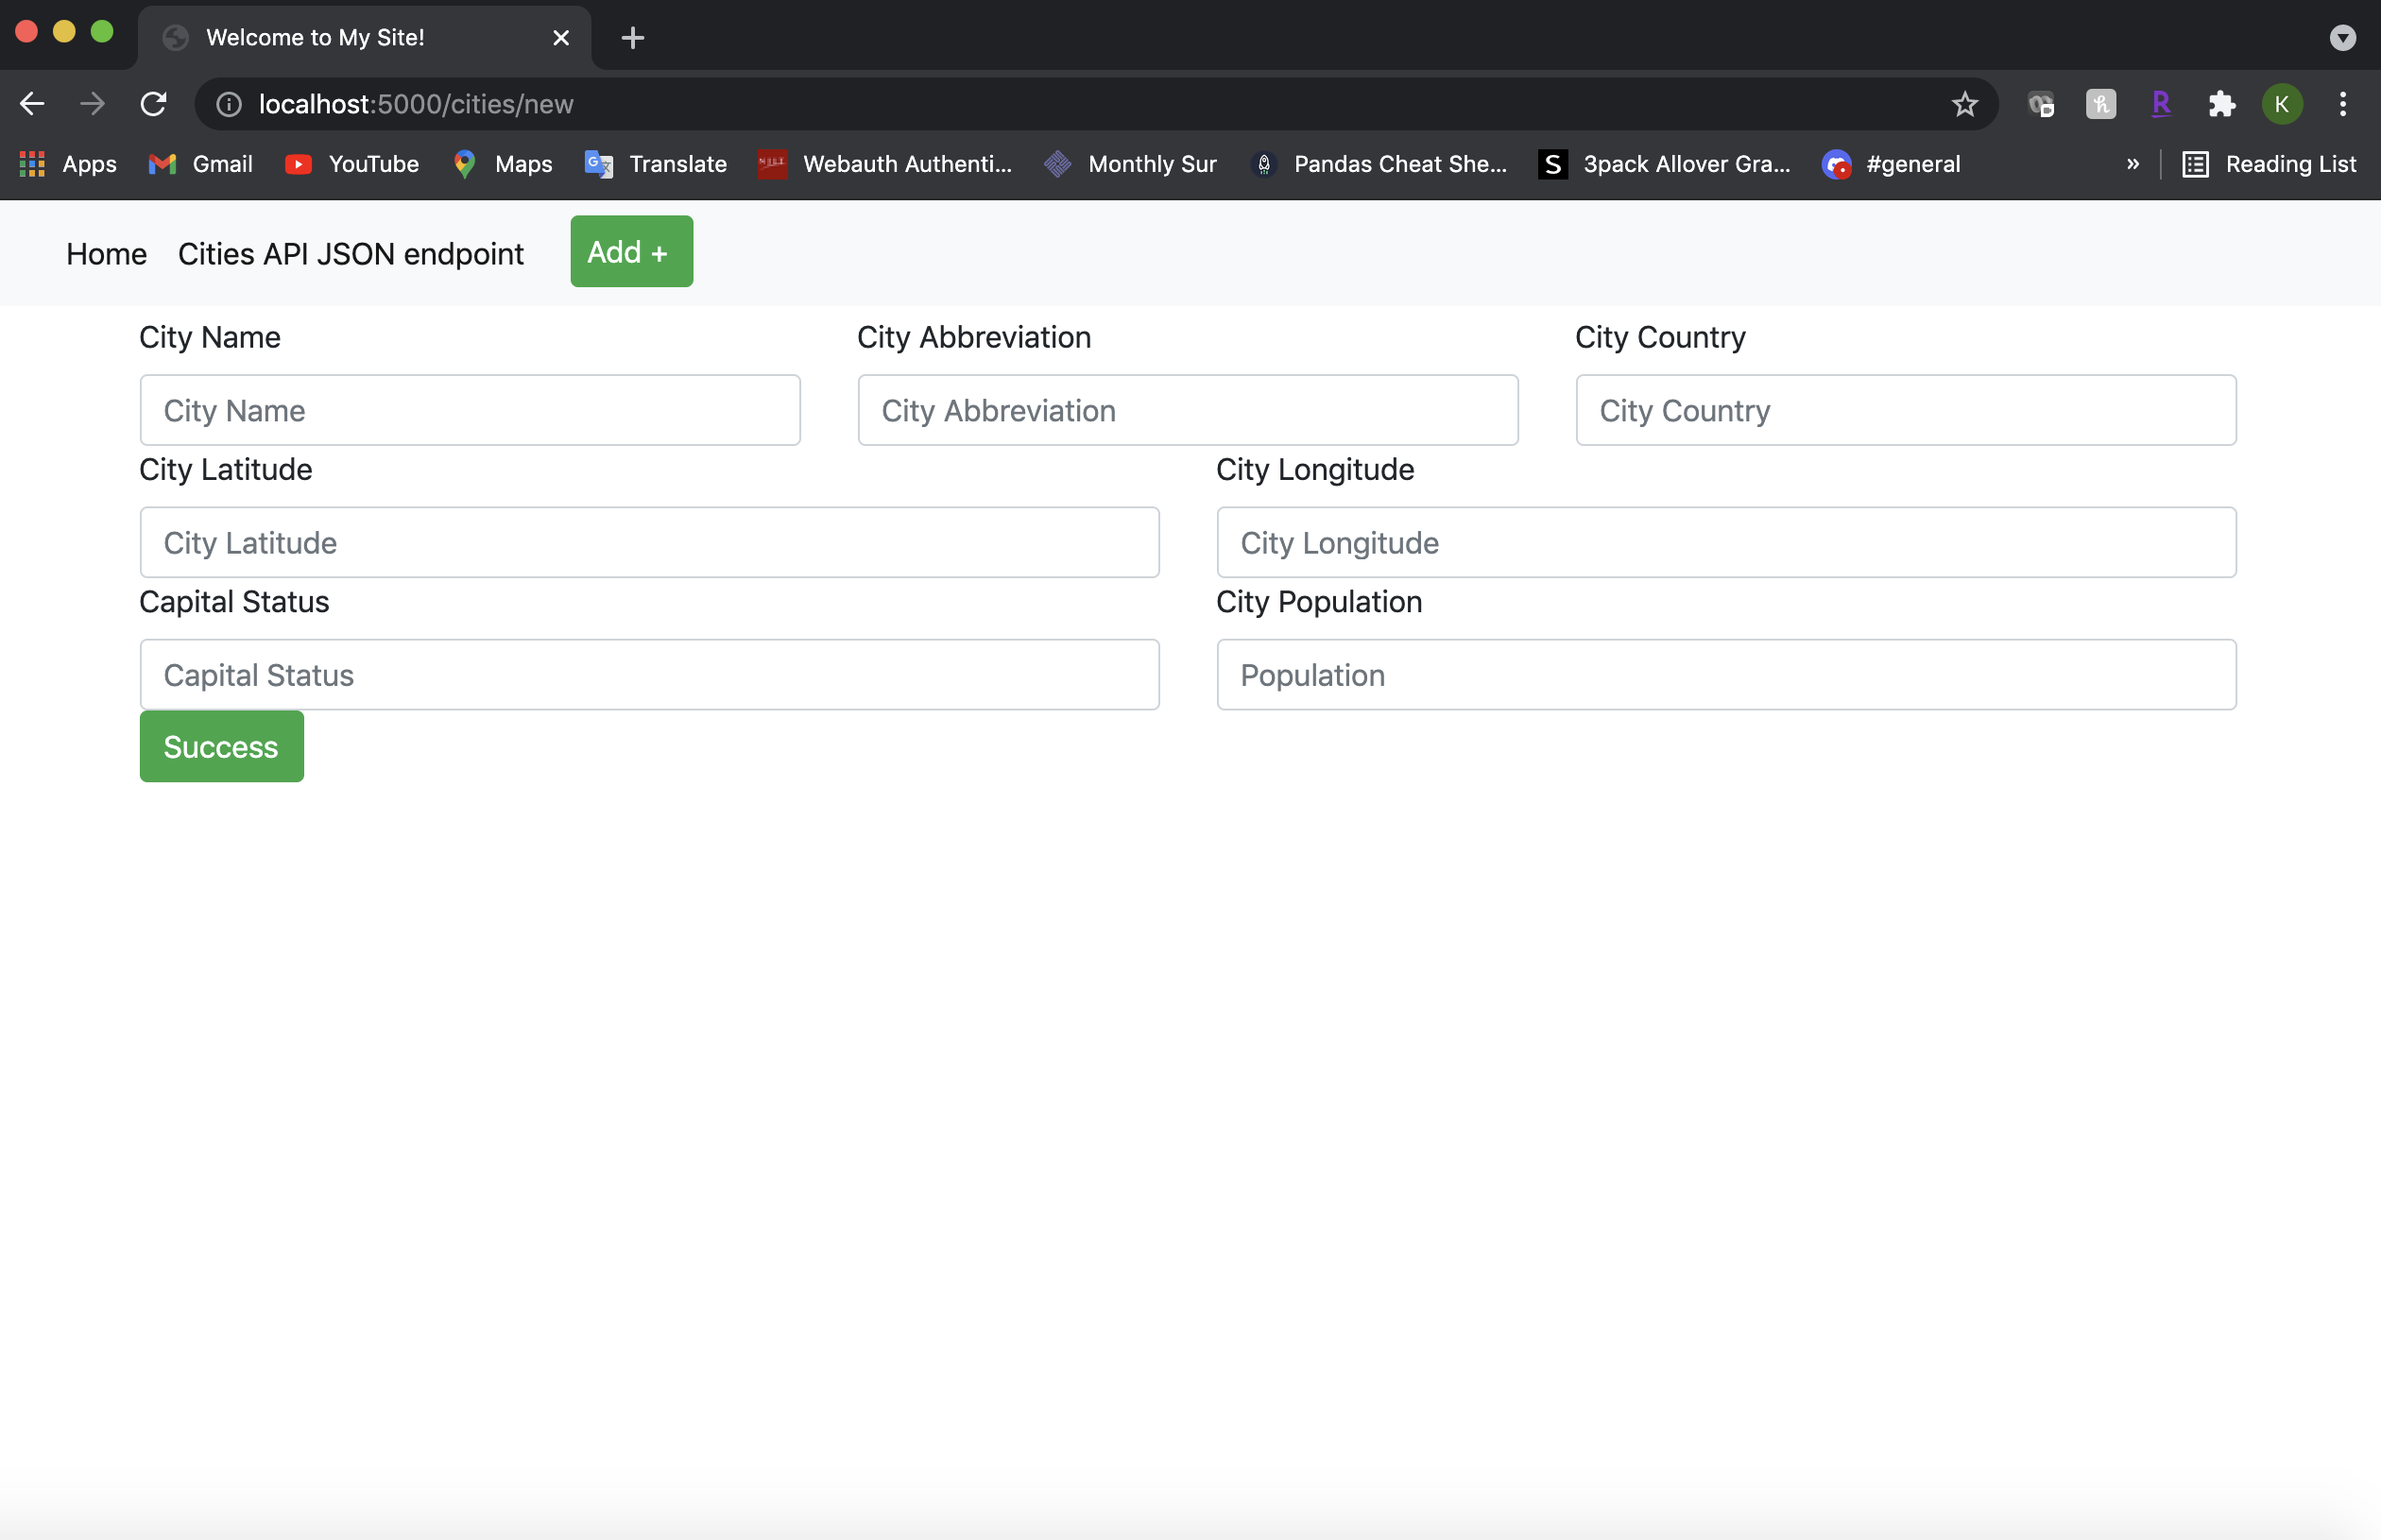 Welcome to My Site!
localhost:5000/cities/new
K
Apps Gmail YouTube Maps Translate Webauth Authenti... Monthly Sur Pandas Cheat She... S 3pack Allover Gra... #general » Reading List
Home Cities API JSON endpoint Add +
City Name City Abbreviation City Country
City Name City Abbreviation City Country
City Latitude City Longitude
City Latitude City Longitude
Capital Status City Population
Capital Status Population
Success